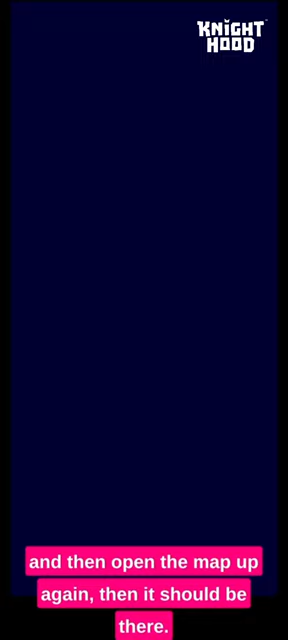 KNIGHT
HOOD
and then open the map up
again, then it should be
there.